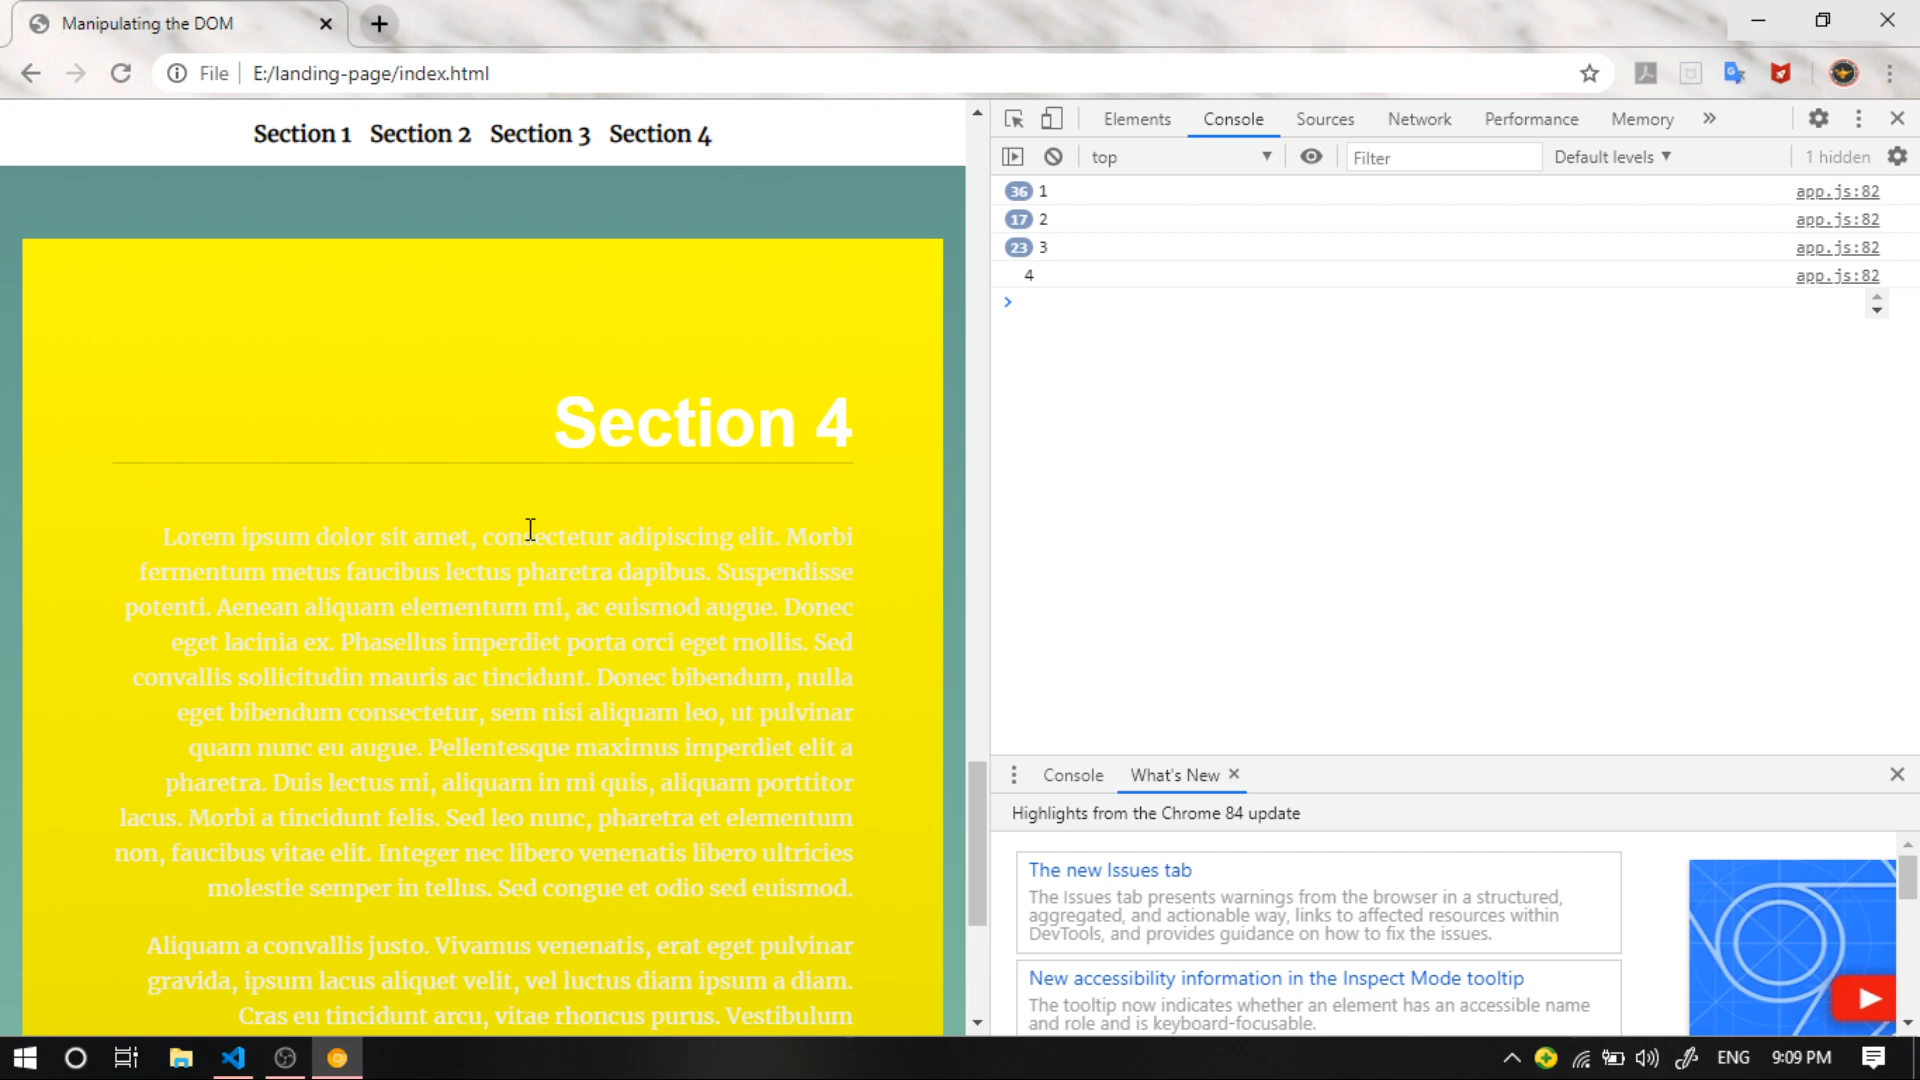 Manipulating the DOM
File E:/landing-page/index.html
Section 1 Section 2 Section 3 Section 4
Section 4
Lorem ipsum dolor sit amet, consectetur adipiscing elit. Morbi
fermentum metus faucibus lectus pharetra dapibus. Suspendisse
potenti. Aenean aliquam elementum mi, ac euismod augue. Donec
eget lacinia ex. Phasellus imperdiet porta orci eget mollis. Sed
convallis sollicitudin mauris ac tincidunt. Donec bibendum, nulla
eget bibendum consectetur, sem nisi aliquam leo, ut pulvinar
quam nunc eu augue. Pellentesque maximus imperdiet elit a
pharetra. Duis lectus mi, aliquam in mi quis, aliquam porttitor
lacus. Morbi a tincidunt felis. Sed leo nunc, pharetra et elementum
non, faucibus vitae elit. Integer nec libero venenatis libero ultricies
molestie semper in tellus. Sed congue et odio sed euismod.
Aliquam a convallis justo. Vivamus venenatis, erat eget pulvinar
gravida, ipsum lacus aliquet velit, vel luctus diam ipsum a diam.
Cras eu tincidunt arcu, vitae rhoncus purus. Vestibulum
Elements Console Sources Network Performance Memory
top Filter Default levels 1 hidden
36 1 app.js:82
17 2 app.js:82
23 3 app.js:82
4 app.js:82
Console What's New
Highlights from the Chrome 84 update
The new Issues tab
The Issues tab presents warnings from the browser in a structured,
aggregated, and actionable way, links to affected resources within
DevTools, and provides guidance on how to fix the issues.
New accessibility information in the Inspect Mode tooltip
The tooltip now indicates whether an element has an accessible name
and role and is keyboard-focusable.
ENG 9:09 PM